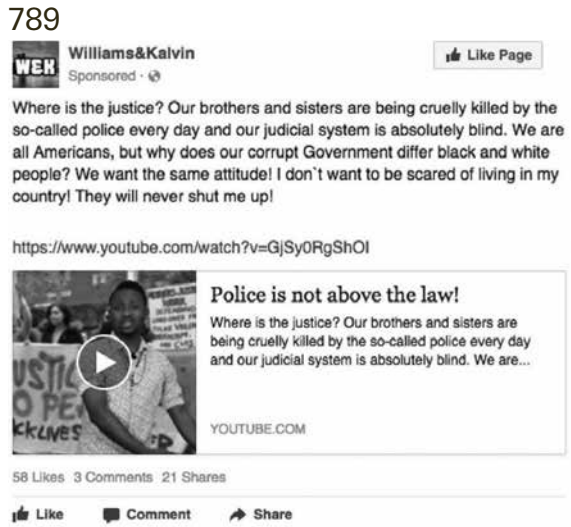 789
Williams&Kalvin
WEK
Like Page
Sponsored ·
Where is the justice? Our brothers and sisters are being cruelly killed by the
so-called police every day and our judicial system is absolutely blind. We are
all Americans, but why does our corrupt Government differ black and white
people? We want the same attitude! I don`t want to be scared of living in my
country! They will never shut me up!
https://www.youtube.com/watch?v=GjSy0RgShOI
Police is not above the law!
Where is the justice? Our brothers and sisters are
being cruelly killed by the so-called police every day
and our judicial system is absolutely blind. We are...
YOUTUBE.COM
USTIC
O PE
CKLIVES
58 Likes 3 Comments 21 Shares
Like Comment Share